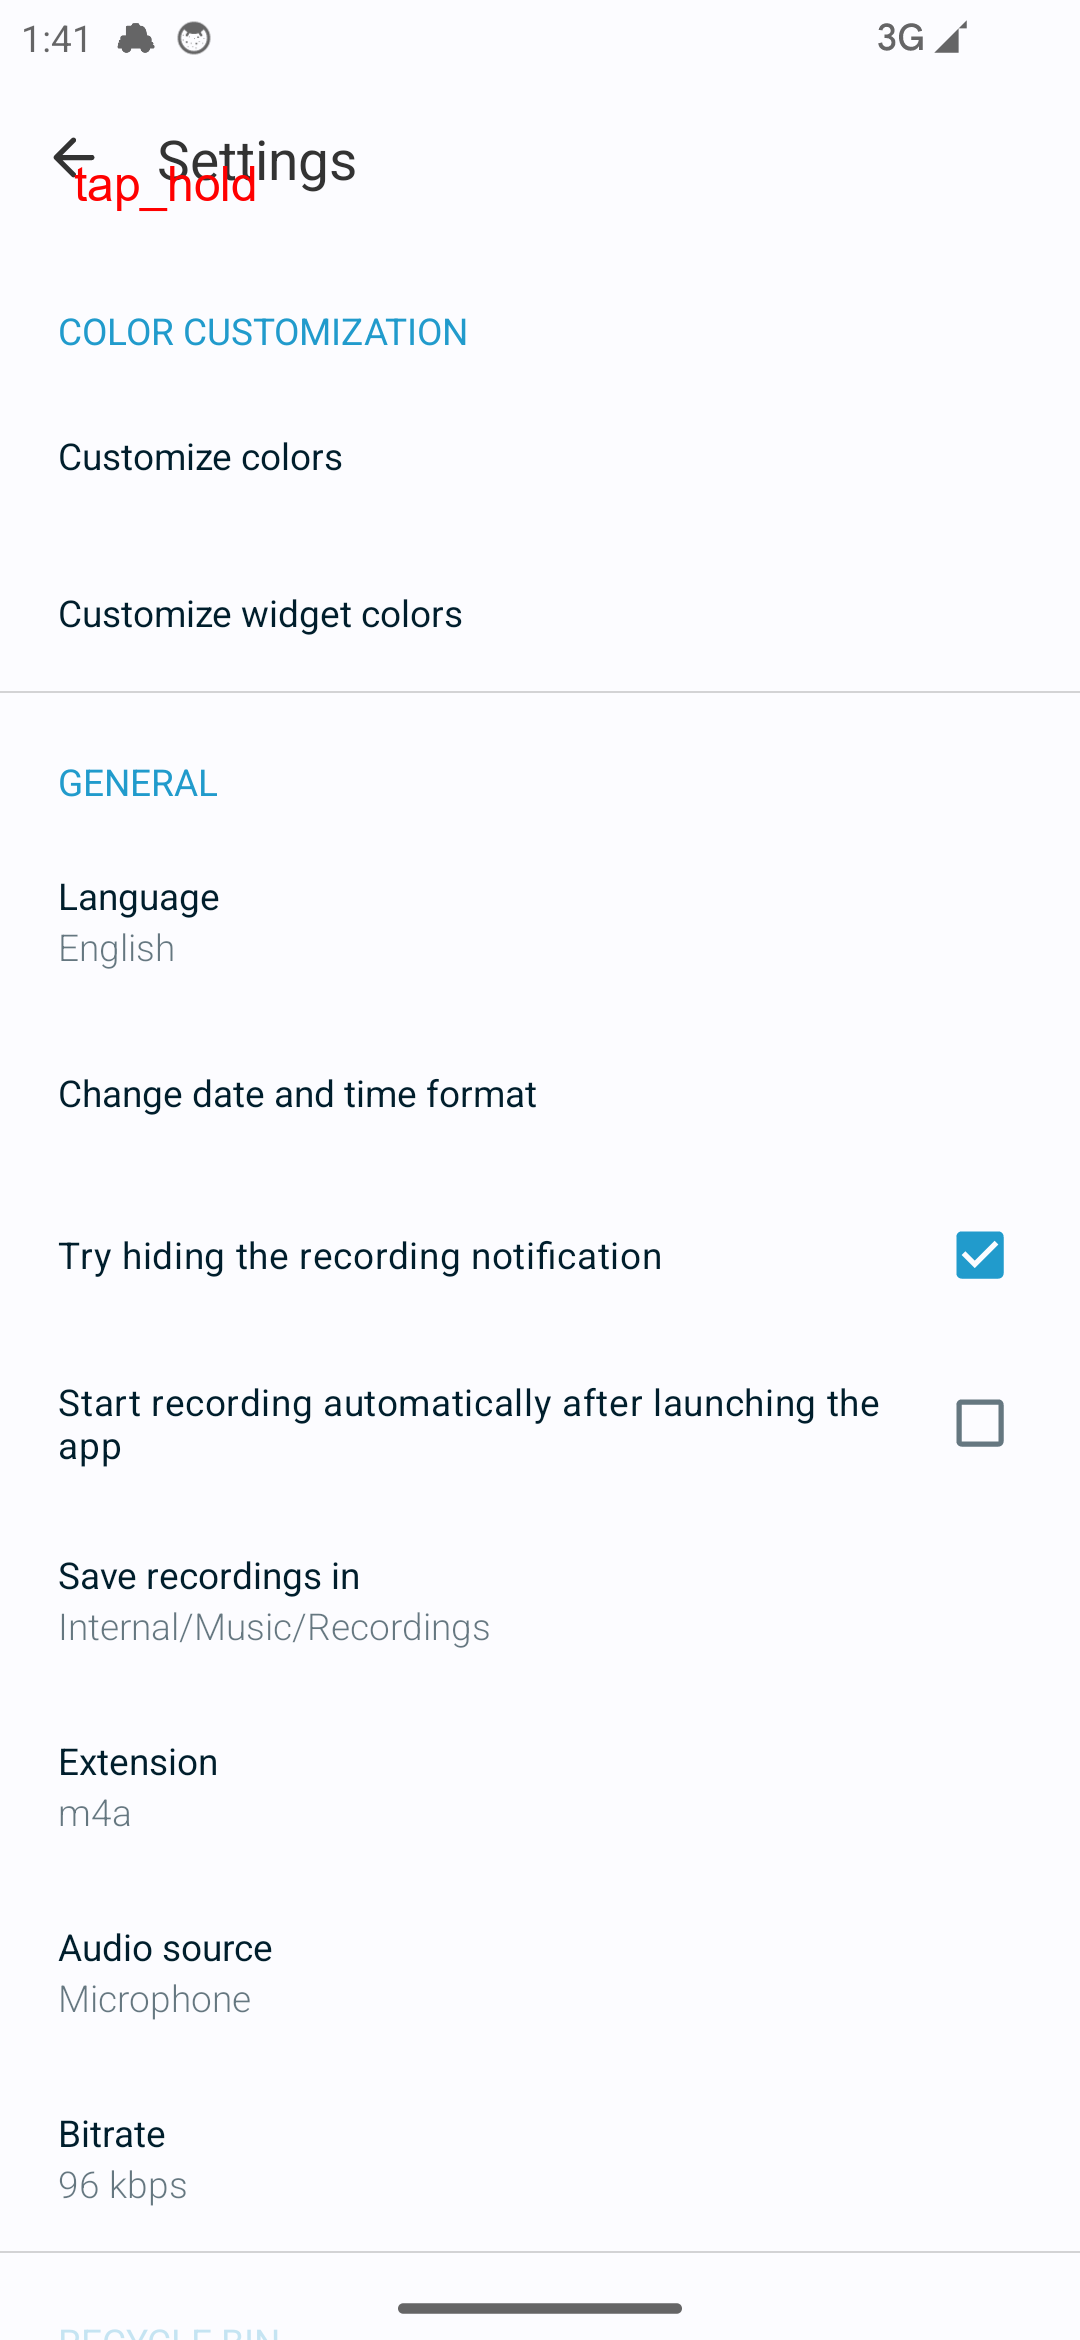 1:41
3G
Settings
tap_hold
COLOR CUSTOMIZATION
Customize colors
Customize widget colors
GENERAL
Language
English
Change date and time format
Try hiding the recording notification
Start recording automatically after launching the
app
Save recordings in
Internal/Music/Recordings
Extension
m4a
Audio source
Microphone
Bitrate
96 kbps
RECYCLE BIN